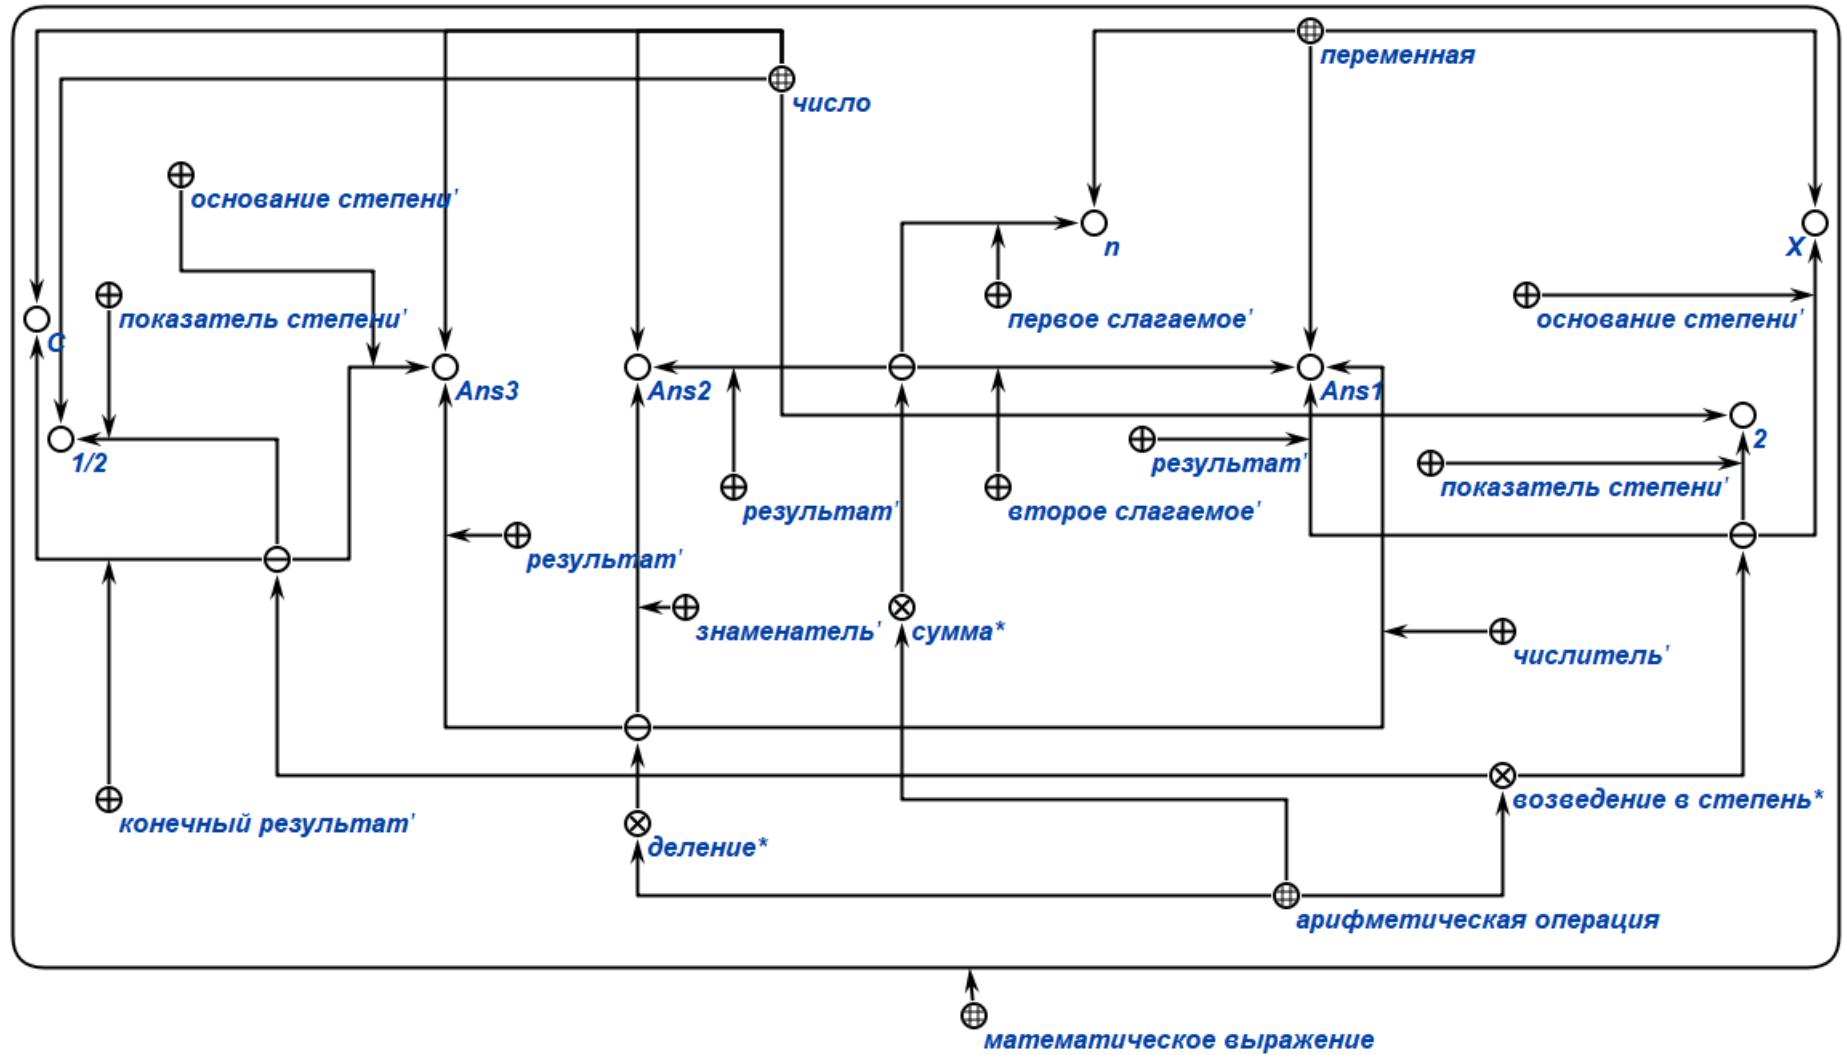 переменная
число
основание степени'
n
X
показатель степени'
первое слагаемое'
основание степени'
C
Ans3
Ans2
Ans1
2
1/2
результат'
показатель степени'
результат'
второе слагаемое'
результат'
знаменатель'
сумма*
числитель'
конечный результат'
возведение в степень*
деление*
арифметическая операция
математическое выражение